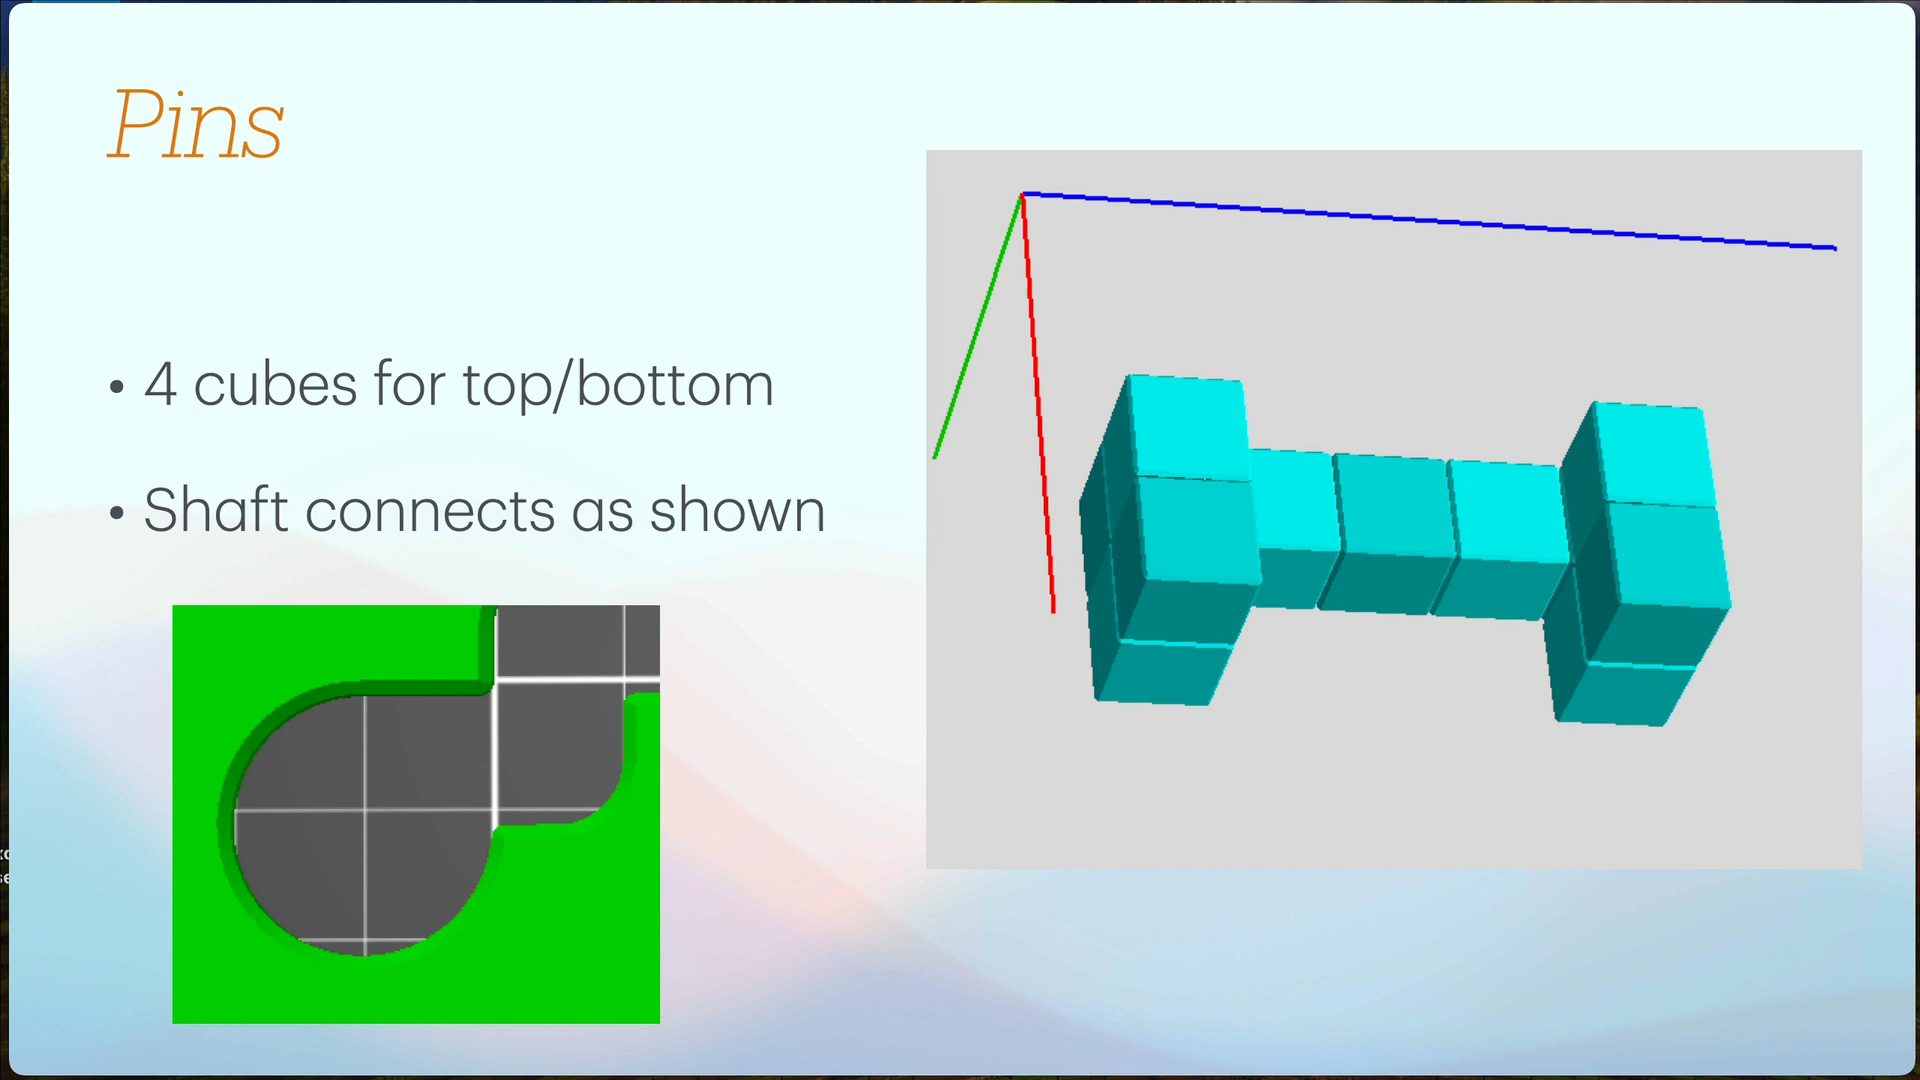 Pins
• 4 cubes for top/bottom
• Shaft connects as shown